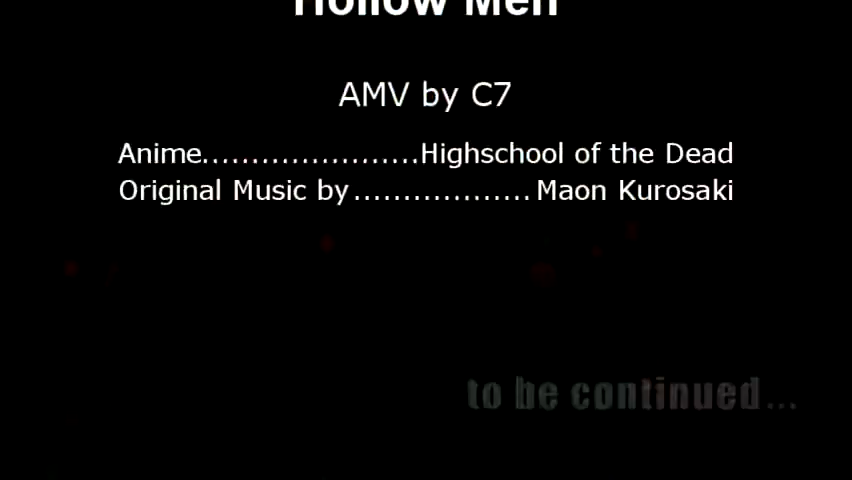 Hollow Men
AMV by C7
Anime......................Highschool of the Dead
Original Music by.................. Maon Kurosaki
to be continued...